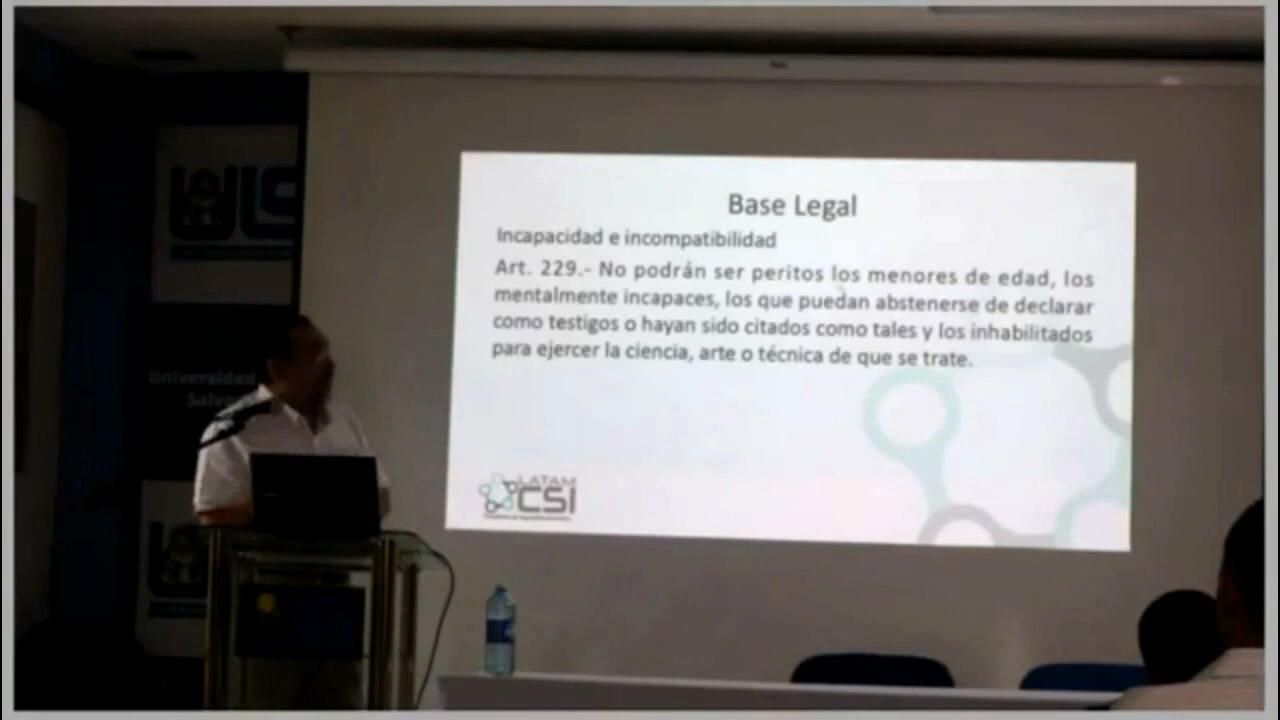 Base Legal
Incapacidad e incompatibilidad
Art. 229.- No podrán ser peritos los menores de edad, los
mentalmente incapaces, los que puedan abstenerse de declarar
como testigos o hayan sido citados como tales y los inhabilitados
para ejercer la ciencia, arte o técnica de que se trate.
LATAM
CSI
ULS
Universidad